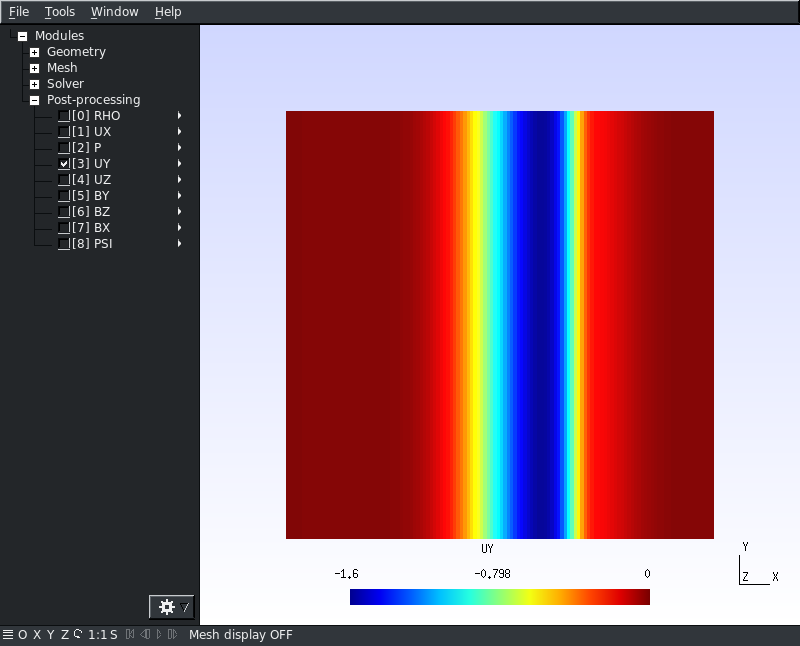 File Tools Window Help
Modules
Geometry
Mesh
Solver
Post-processing
[0] RHO
[1] UX
[2] P
[3] UY
[4] UZ
[5] BY
[6] BZ
[7] BX
[8] PSI
UY
-1.6 -0.798 0
Y
Z X
O X Y Z 1:1 S Mesh display OFF